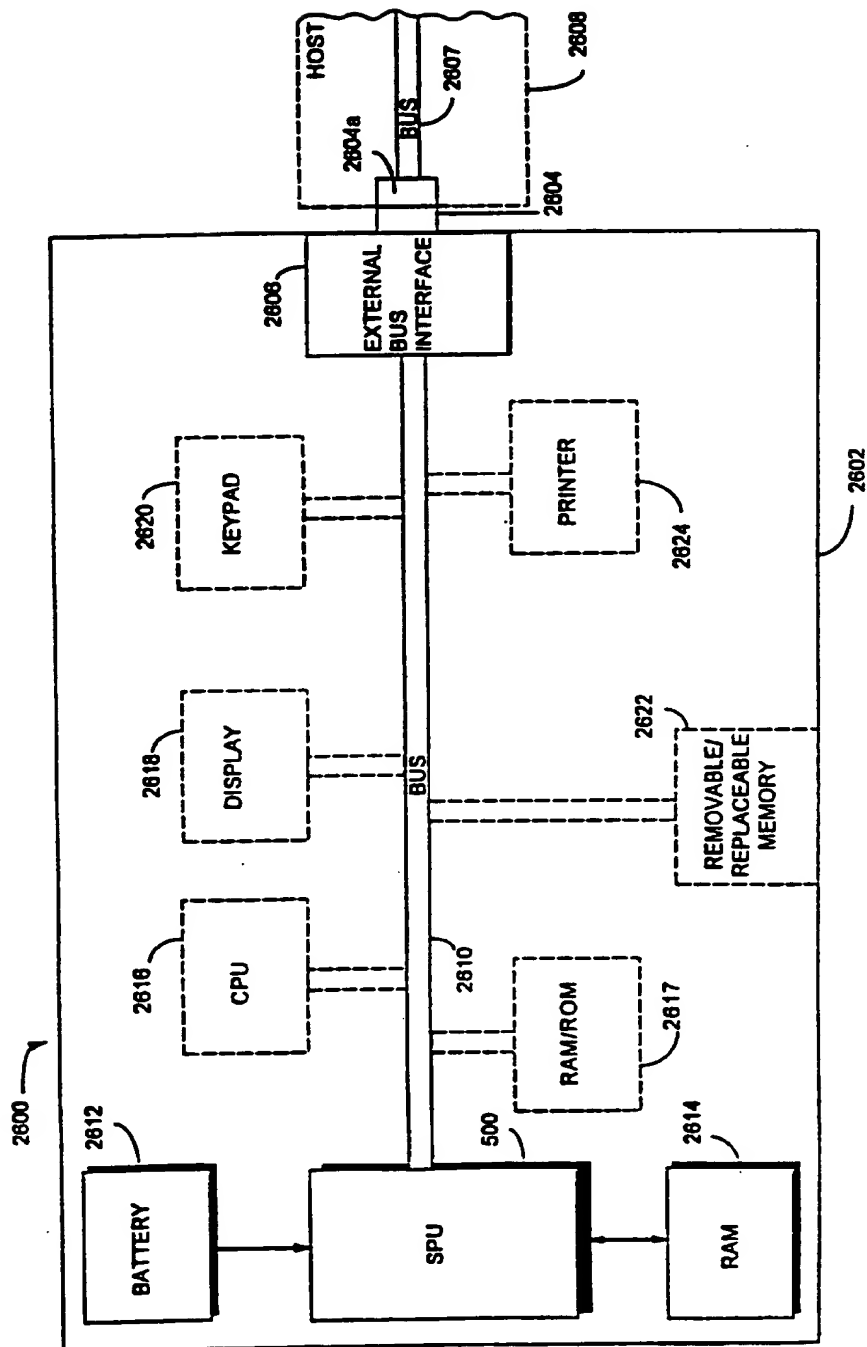 HOST
BUS
2607
2608
2604a
2604
2606
EXTERNAL
BUS
INTERFACE
2620
KEYPAD
PRINTER
2624
2602
2618
DISPLAY
BUS
2622
REMOVABLE/
REPLACEABLE
MEMORY
2616
CPU
2610
RAM/ROM
2617
2600
2612
BATTERY
500
SPU
2614
RAM